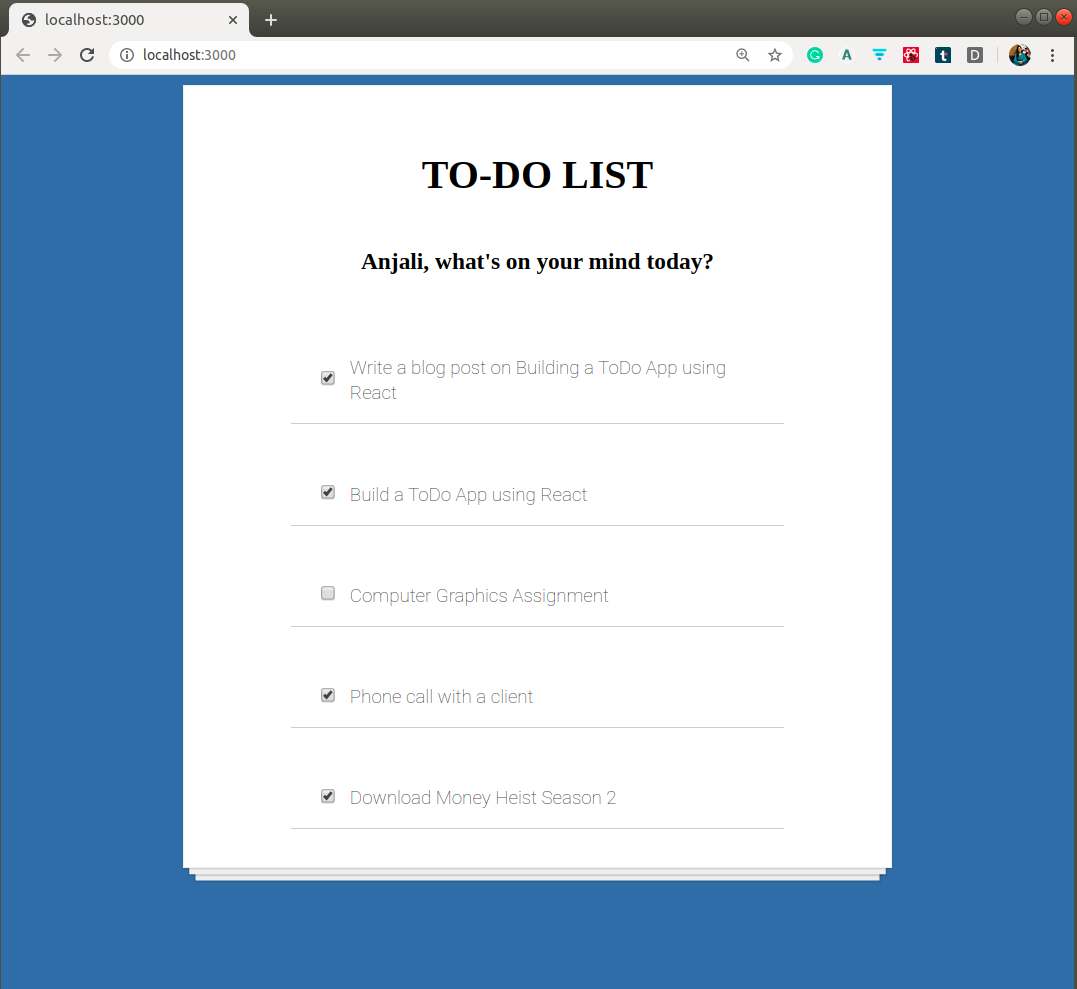 localhost:3000
localhost:3000
A
t
D
TO-DO LIST
Anjali, what's on your mind today?
Write a blog post on Building a ToDo App using
React
Build a ToDo App using React
Computer Graphics Assignment
Phone call with a client
Download Money Heist Season 2